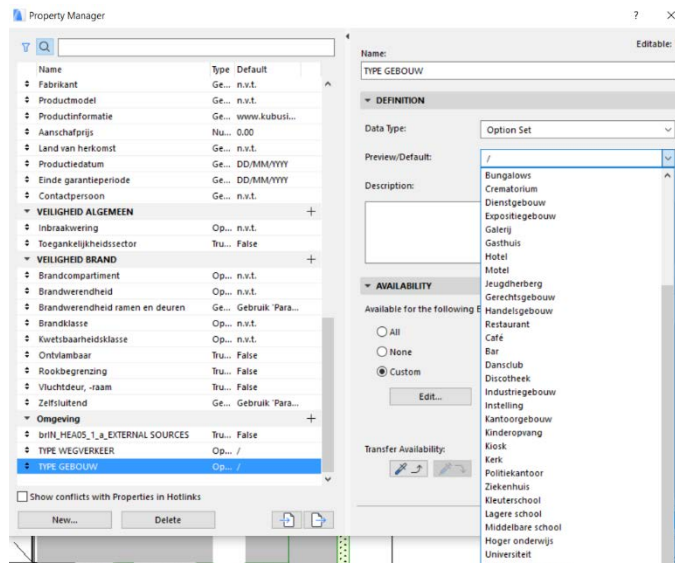 Property Manager
?
Name Type Default
Fabrikant Ge... n.v.t.
Productmodel Ge... n.v.t.
Productinformatie Ge... www.kubusi...
Aanschafprijs Nu... 0.00
Land van herkomst Ge... n.v.t.
Productiedatum Ge... DD/MM/YYYY
Einde garantieperiode Ge... DD/MM/YYYY
Contactpersoon Ge... n.v.t.
VEILIGHEID ALGEMEEN
Inbraakwering Op... n.v.t.
Toegankelijkheidssector Tru... False
VEILIGHEID BRAND
Brandcompartiment Op... n.v.t.
Brandwerendheid Op... n.v.t.
Brandwerendheid ramen en deuren Ge... Gebruik 'Para...
Brandklasse Op... n.v.t.
Kwetsbaarheidsklasse Op... n.v.t.
Ontvlambaar Tru... False
Rookbegrenzing Tru... False
Vluchtdeur, -raam Tru... False
Zelfsluitend Ge... Gebruik 'Para...
Omgeving
brIN_HEA05_1_a_EXTERNAL SOURCES Tru... False
TYPE WEGVERKEER Op... /
TYPE GEBOUW Op... /
Show conflicts with Properties in Hotlinks
New... Delete
Editable:
Name:
TYPE GEBOUW
DEFINITION
Data Type: Option Set
Preview/Default: /
Description:
AVAILABILITY
Available for the following E
All
None
Custom
Edit...
Transfer Availability:
Bungalows
Crematorium
Dienstgebouw
Expositiegebouw
Galerij
Gasthuis
Hotel
Motel
Jeugdherberg
Gerechtsgebouw
Handelsgebouw
Restaurant
Café
Bar
Dansclub
Discotheek
Industriegebouw
Instelling
Kantoorgebouw
Kinderopvang
Kiosk
Kerk
Politiekantoor
Ziekenhuis
Kleuterschool
Lagere school
Middelbare school
Hoger onderwijs
Universiteit